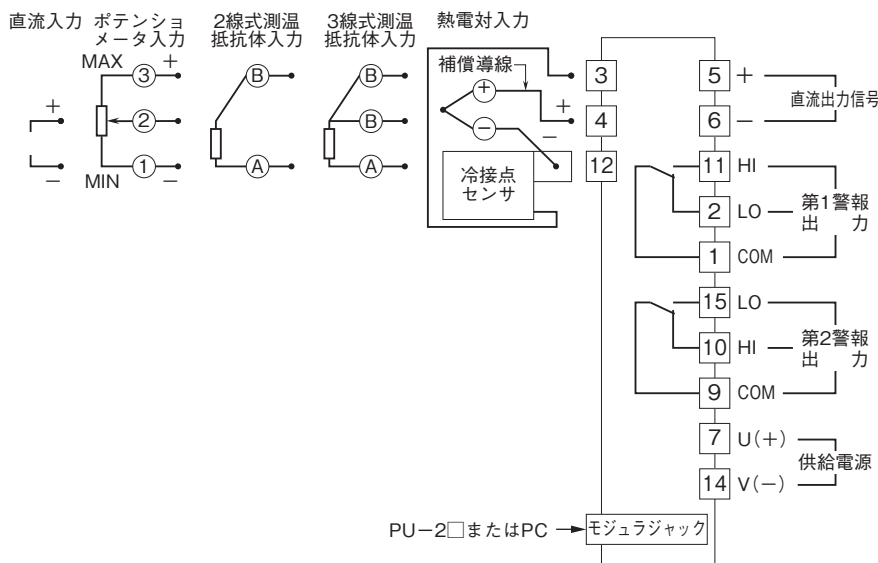 直流入力
ポテンショ
メータ入力
2線式測温
抵抗体入力
3線式測温
抵抗体入力
熱電対入力
MAX
3
+
+
2
−
1
MIN
−
B
A
B
B
A
補償導線
+
−
+
−
冷接点
センサ
3
4
12
5
+
6
−
直流出力信号
11
HI
2
LO
1
COM
第1警報
出 力
15
LO
10
HI
9
COM
第2警報
出 力
7
U(+)
14
V(−)
供給電源
PU−2□またはPC
モジュラジャック